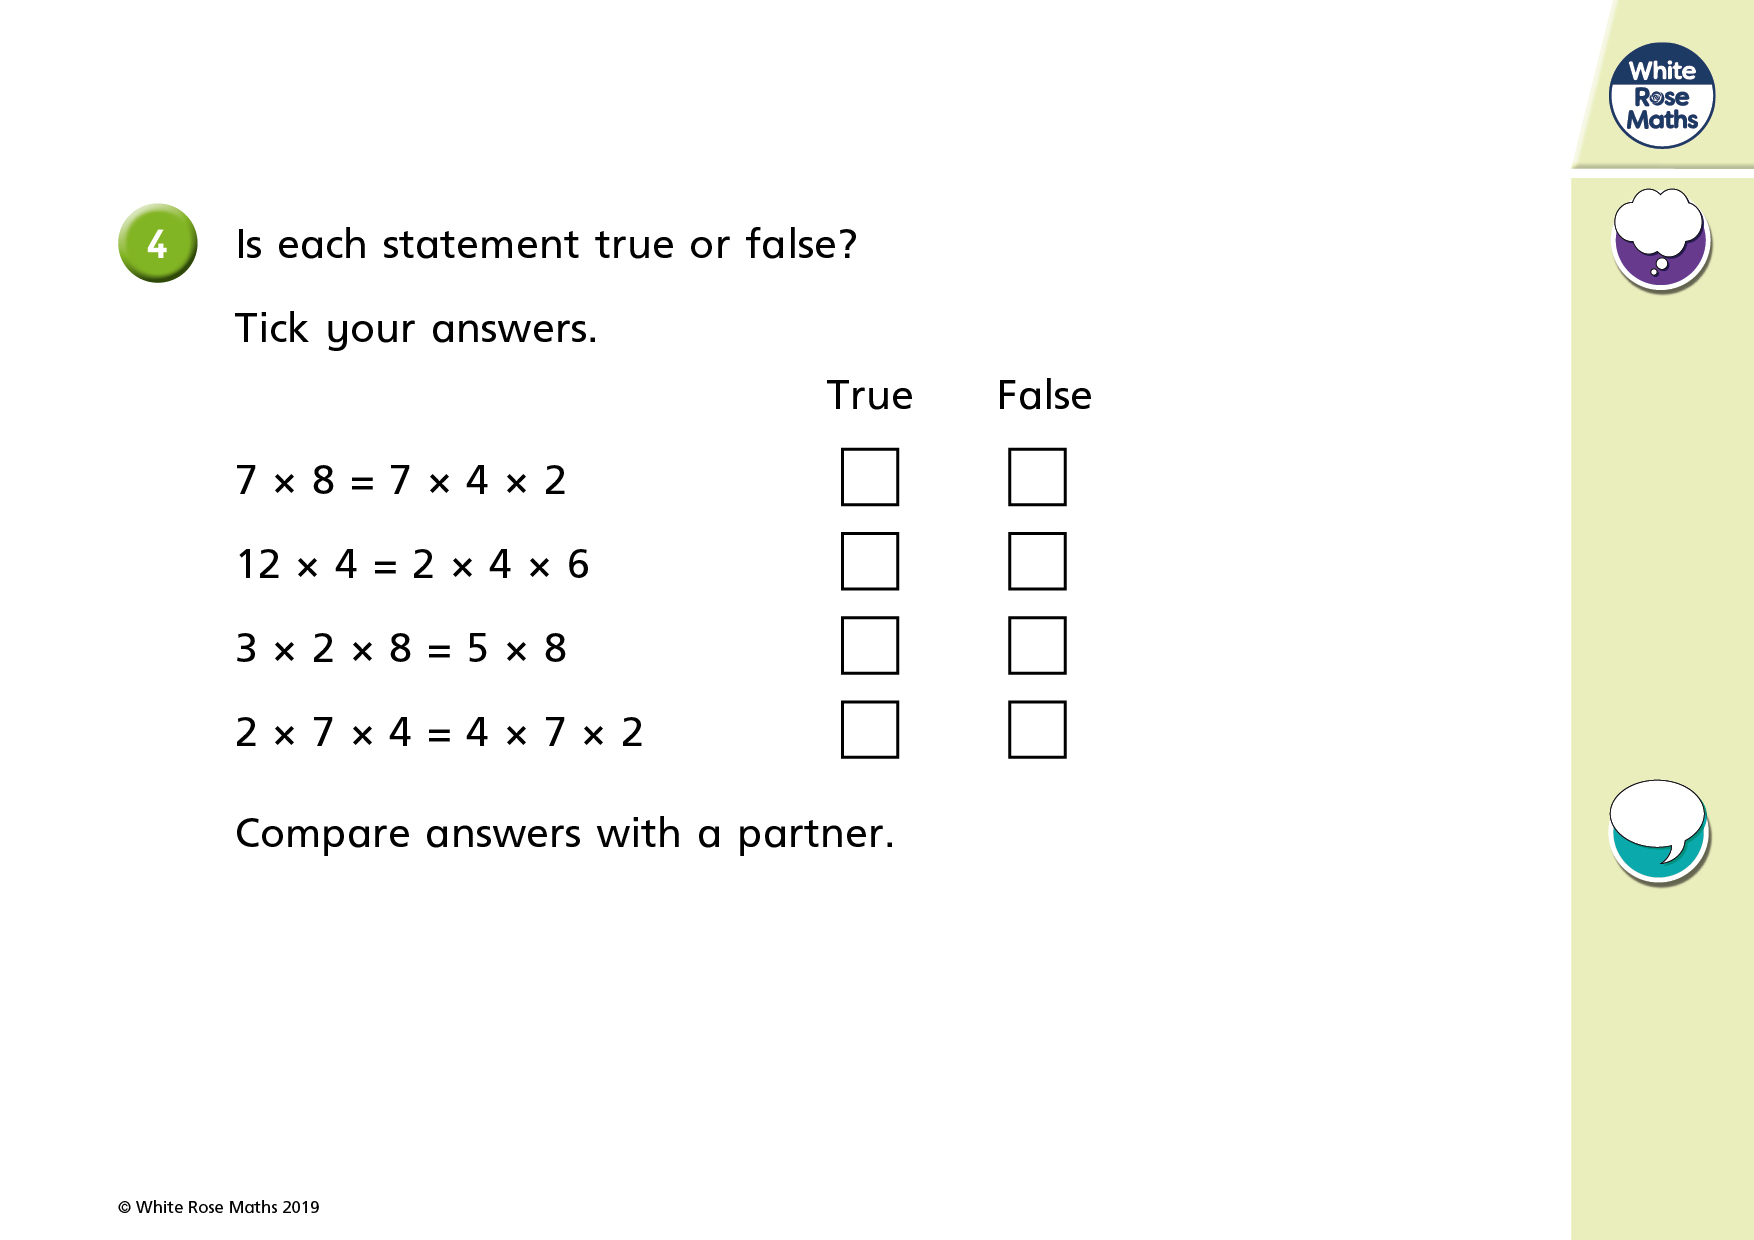 White
Rose
Maths
4 Is each statement true or false?
Tick your answers.
True False
7 × 8 = 7 × 4 × 2
12 × 4 = 2 × 4 × 6
3 × 2 × 8 = 5 × 8
2 × 7 × 4 = 4 × 7 × 2
Compare answers with a partner.
© White Rose Maths 2019